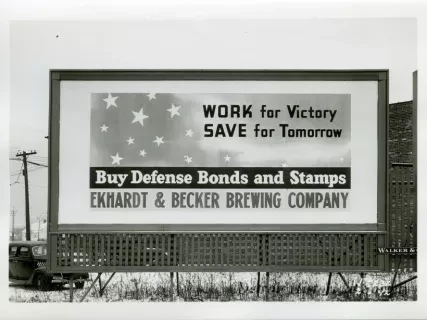 WORK for Victory
SAVE for Tomorrow
Buy Defense Bonds and Stamps
EKHARDT & BECKER BREWING COMPANY
WALKER &